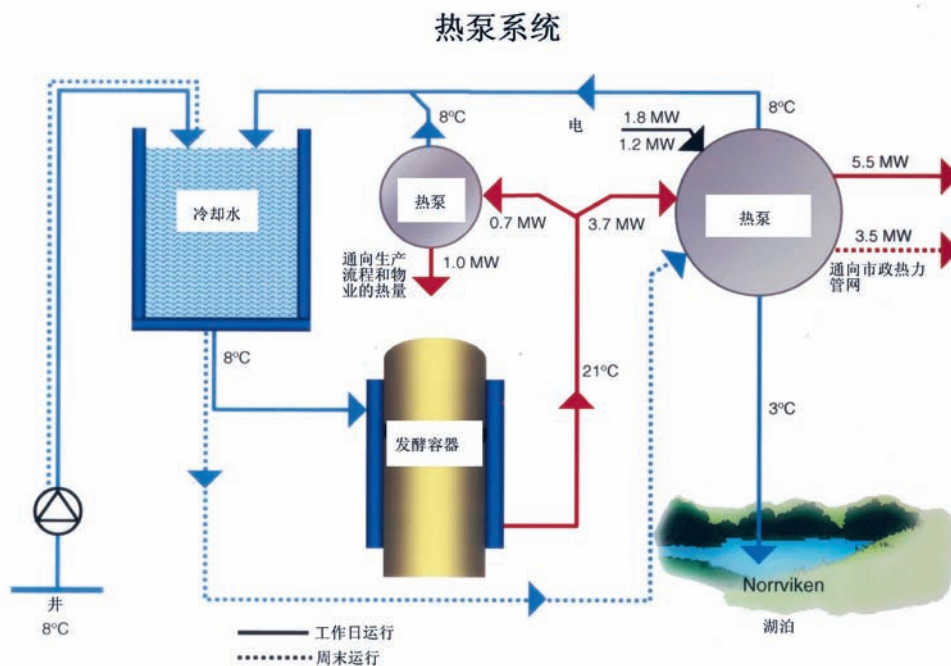 热泵系统
8°C
8°C
电
1.8 MW
1.2 MW
5.5 MW
冷却水
热泵
0.7 MW
3.7 MW
热泵
3.5 MW
通向市政热力
管网
通向生产
流程和物
业的热量
1.0 MW
8°C
21°C
3°C
发酵容器
井
8°C
Norrviken
湖泊
工作日运行
周末运行